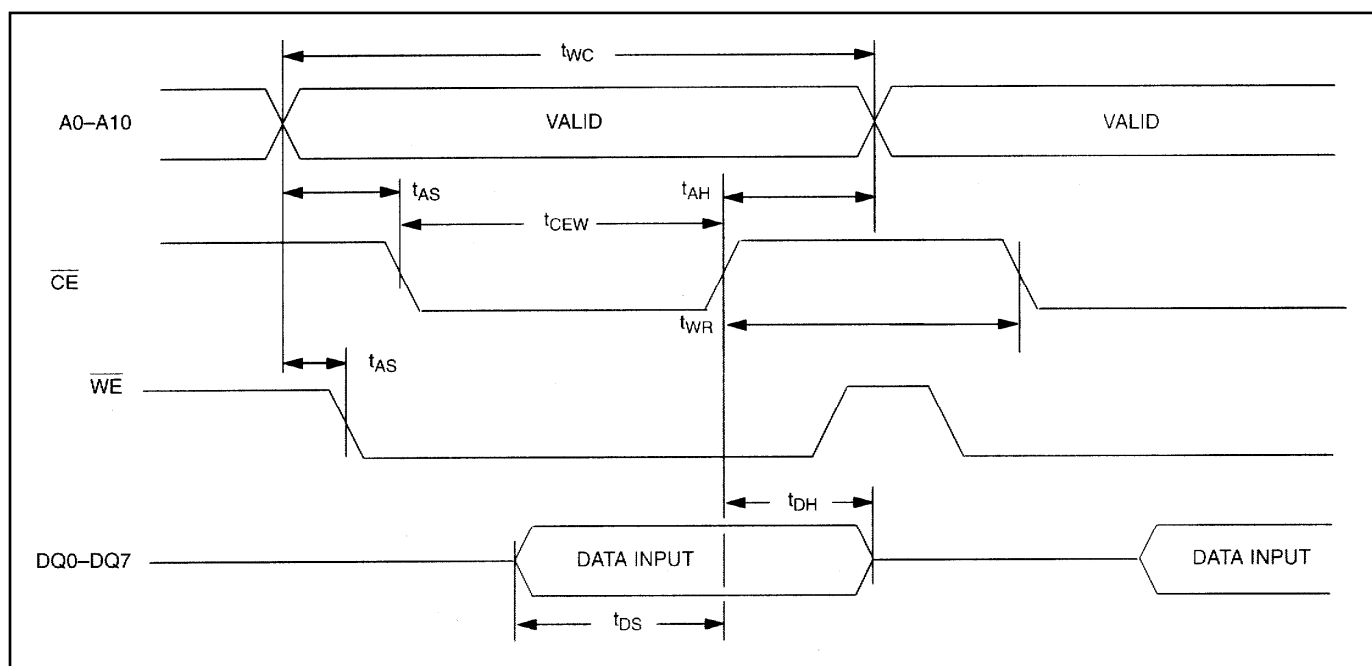 tWC
A0–A10 VALID VALID
tAS tAH
tCEW
CE
tWR
tAS
WE
tDH
DQ0–DQ7 DATA INPUT DATA INPUT
tDS